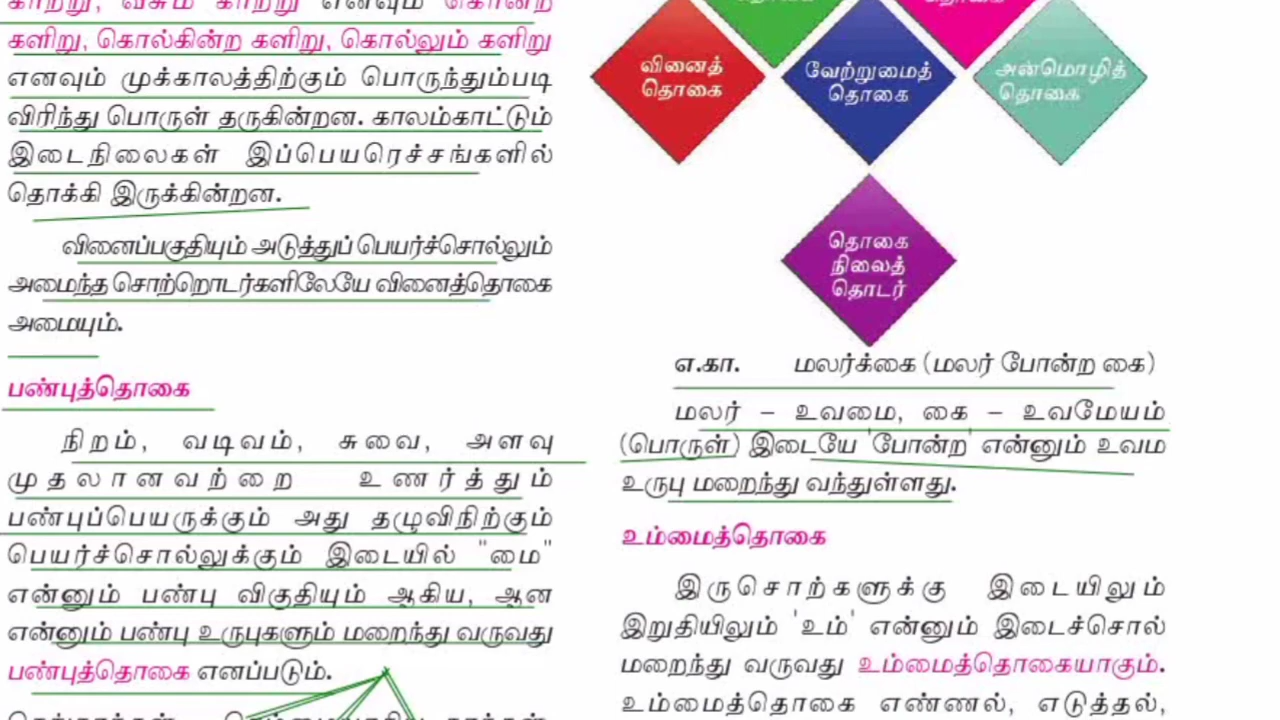 காற்று, வீசும் காற்று எனவும் கொன்ற
களிறு, கொல்கின்ற களிறு, கொல்லும் களிறு
எனவும் முக்காலத்திற்கும் பொருந்தும்படி
விரிந்து பொருள் தருகின்றன. காலம்காட்டும்
இடைநிலைகள் இப்பெயரெச்சங்களில்
தொக்கி இருக்கின்றன.
வினைப்பகுதியும் அடுத்துப் பெயர்ச்சொல்லும்
அமைந்த சொற்றொடர்களிலேயே வினைத்தொகை
அமையும்.
பண்புத்தொகை
நிறம், வடிவம், சுவை, அளவு
முதலானவற்றை உணர்த்தும்
பண்புப்பெயருக்கும் அது தழுவிநிற்கும்
பெயர்ச்சொல்லுக்கும் இடையில் "மை"
என்னும் பண்பு விகுதியும் ஆகிய, ஆன
என்னும் பண்பு உருபுகளும் மறைந்து வருவது
பண்புத்தொகை எனப்படும்.
தொகை
தொகை
வினைத்
தொகை
வேற்றுமைத்
தொகை
அன்மொழித்
தொகை
தொகை
நிலைத்
தொடர்
எ.கா. மலர்க்கை (மலர் போன்ற கை)
மலர் – உவமை, கை – உவமேயம்
(பொருள்) இடையே 'போன்ற' என்னும் உவம
உருபு மறைந்து வந்துள்ளது.
உம்மைத்தொகை
இருசொற்களுக்கு இடையிலும்
இறுதியிலும் 'உம்' என்னும் இடைச்சொல்
மறைந்து வருவது உம்மைத்தொகையாகும்.
உம்மைத்தொகை எண்ணல், எடுத்தல்,